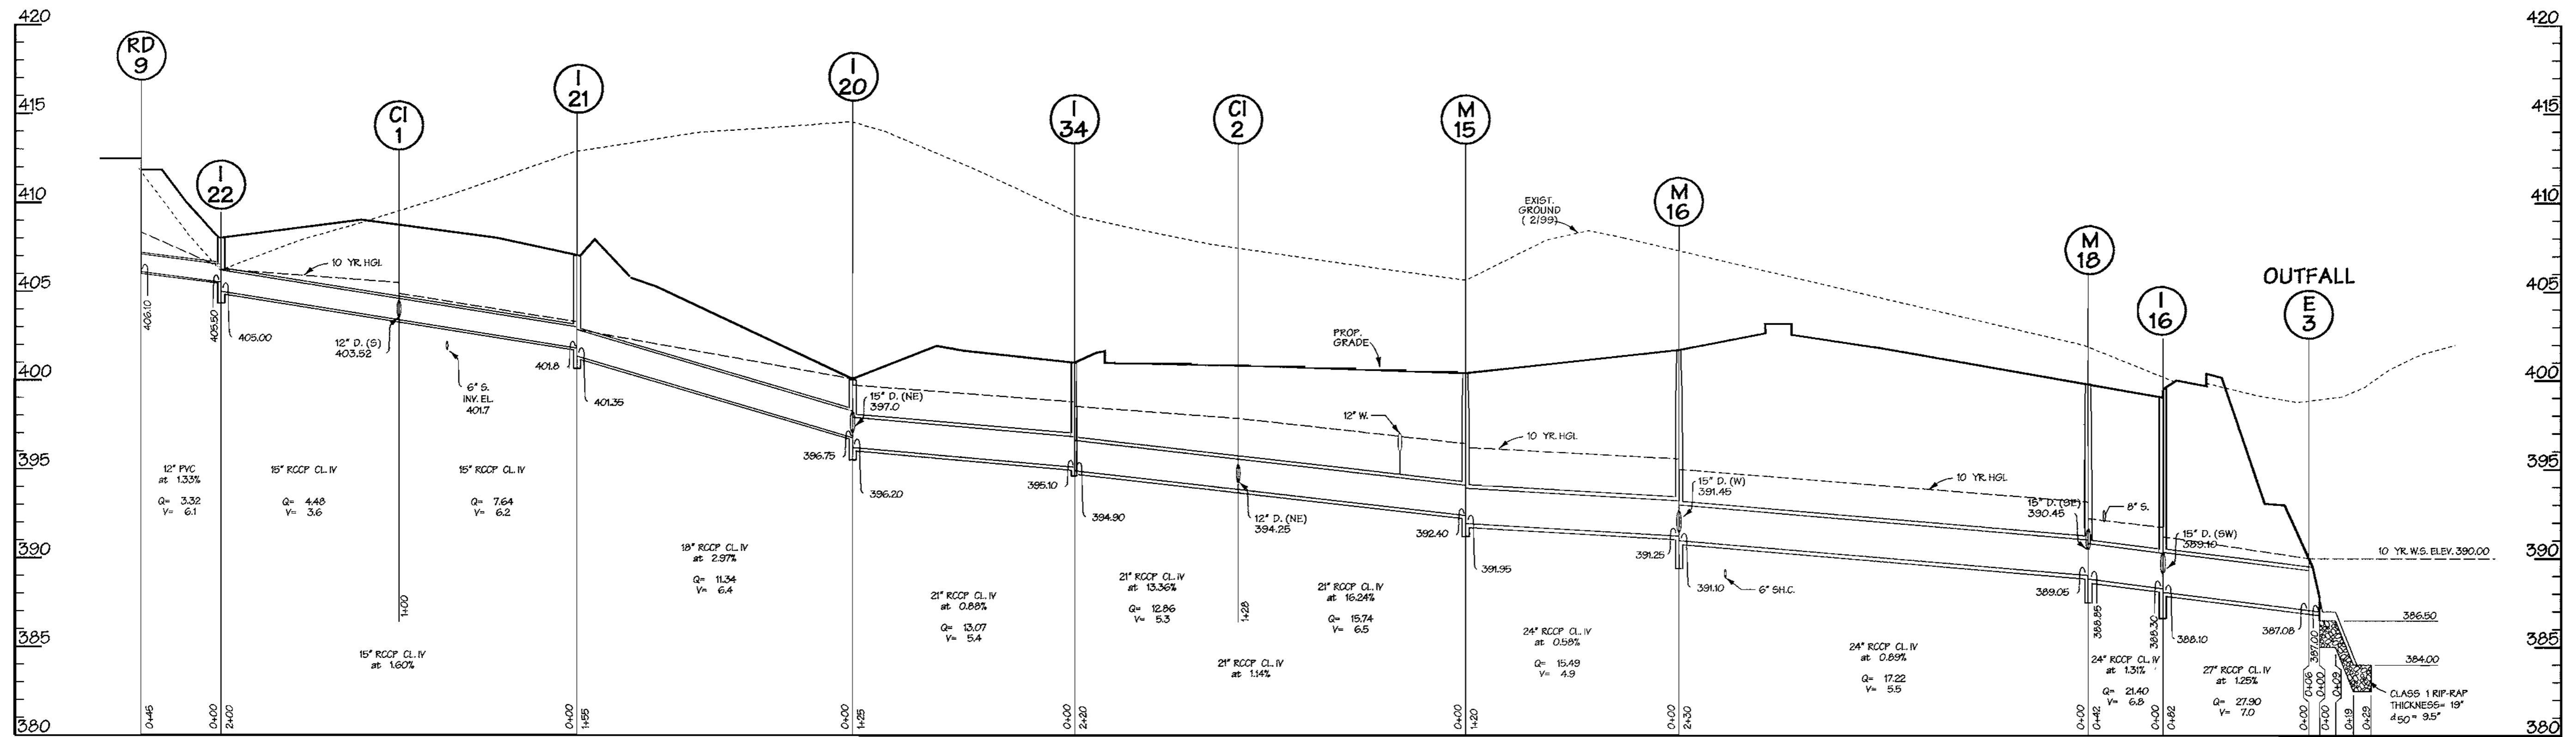 420
415
410
405
400
395
390
385
380
RD
9
I
22
CI
1
I
21
I
20
I
34
CI
2
M
15
M
16
M
18
I
16
OUTFALL
E
3
420
415
410
405
400
395
390
385
380
EXIST.
GROUND
(2/99)
10 YR. HGL
PROP.
GRADE
12" W.
10 YR. HGL
10 YR. HGL
8" S.
10 YR. W.S. ELEV. 390.00
406.10
405.50
405.00
12" D. (S)
403.52
6" S.
INV. EL.
401.7
401.8
401.35
15" D. (NE)
397.0
396.75
396.20
395.10
394.90
12" D. (NE)
394.25
392.40
391.95
15" D. (W)
391.45
391.25
391.10
6" SH.C.
15" D. (SE)
390.45
389.05
388.85
15" D. (SW)
389.10
388.30
388.10
387.08
387.00
386.50
384.00
12" PVC
at 1.33%
Q= 3.32
V= 6.1
15" RCCP CL. IV
Q= 4.48
V= 3.6
15" RCCP CL. IV
Q= 7.64
V= 6.2
15" RCCP CL. IV
at 1.60%
18" RCCP CL. IV
at 2.97%
Q= 11.34
V= 6.4
21" RCCP CL. IV
at 0.88%
Q= 13.07
V= 5.4
21" RCCP CL. IV
at 13.36%
Q= 12.86
V= 5.3
21" RCCP CL. IV
at 16.24%
Q= 15.74
V= 6.5
21" RCCP CL. IV
at 1.14%
24" RCCP CL. IV
at 0.58%
Q= 15.49
V= 4.9
24" RCCP CL. IV
at 0.89%
Q= 17.22
V= 5.5
24" RCCP CL. IV
at 1.31%
Q= 21.40
V= 6.8
27" RCCP CL. IV
at 1.25%
Q= 27.90
V= 7.0
CLASS 1 RIP-RAP
THICKNESS= 19"
d50 = 9.5"
0+45
0+00
2+00
1+00
0+00
1+55
0+00
1+25
0+00
2+20
1+28
0+00
1+20
0+00
2+30
0+00
0+42
0+00
0+82
0+00
0+06
0+00
0+09
0+19
0+29